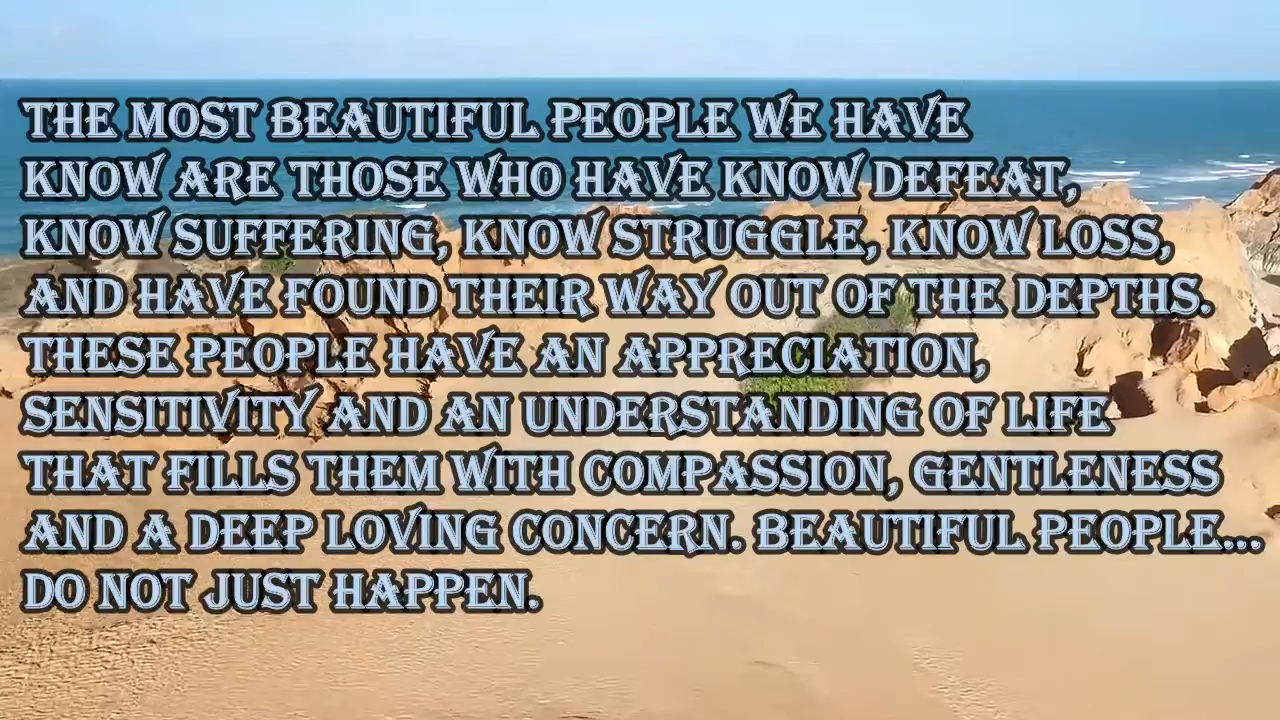 THE MOST BEAUTIFUL PEOPLE WE HAVE
KNOW ARE THOSE WHO HAVE KNOW DEFEAT,
KNOW SUFFERING, KNOW STRUGGLE, KNOW LOSS,
AND HAVE FOUND THEIR WAY OUT OF THE DEPTHS.
THESE PEOPLE HAVE AN APPRECIATION,
SENSITIVITY AND AN UNDERSTANDING OF LIFE
THAT FILLS THEM WITH COMPASSION, GENTLENESS
AND A DEEP LOVING CONCERN. BEAUTIFUL PEOPLE...
DO NOT JUST HAPPEN.